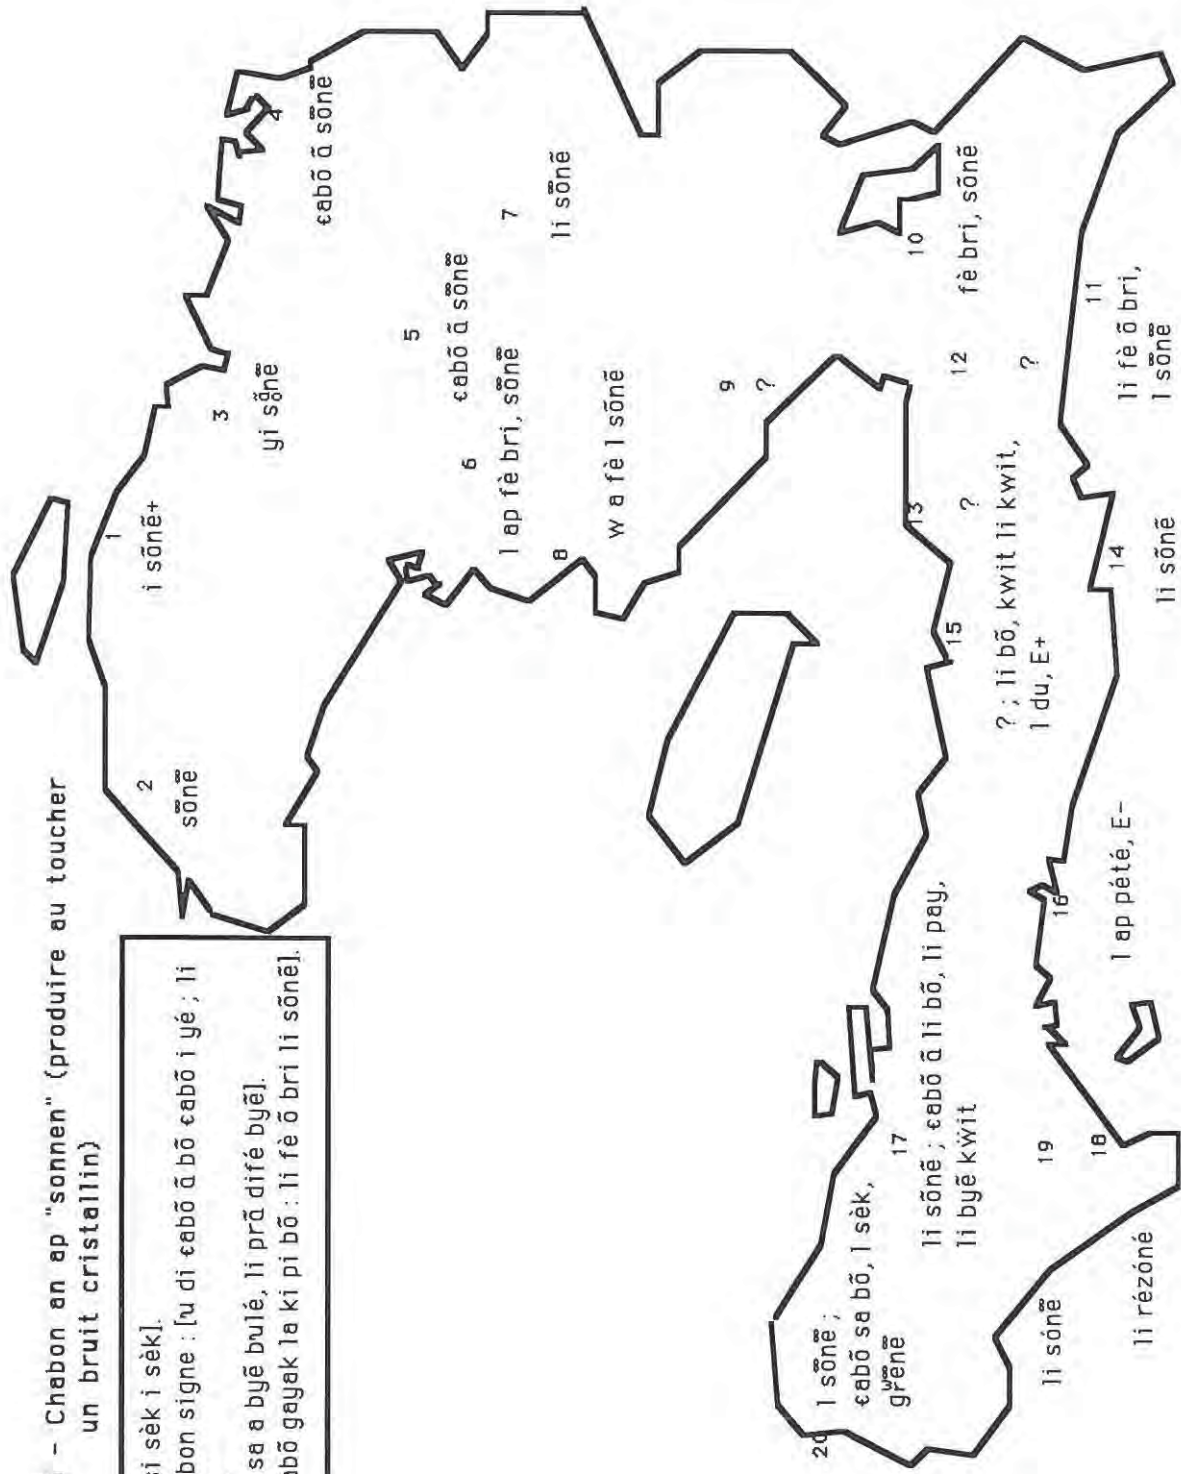 – Chabon an ap "sonnen" (produire au toucher
un bruit cristallin)
si sèk i sèk].
bon signe : [u di ɛabõ ã bõ ɛabõ i yé ; li
sa a byẽ bulé, li prã difé byẽ].
abõ gayak la ki pi bõ : li fè õ bri li sõnẽ].
1
i sõnẽ+
2
sõnẽ
3
yi sõnẽ
4
ɛabõ ã sõnẽ
5
ɛabõ ã sõnẽ
6
l ap fè bri, sõnẽ
7
li sõnẽ
8
w a fè l sõnẽ
9
?
10
fè bri, sõnẽ
11
li fè õ bri,
l sõnẽ
12
?
13
?
14
li sõnẽ
15
? ; li bõ, kwit li kwit,
l du, E+
16
l ap pété, E-
17
li sõnẽ ; ɛabõ ã li bõ, li pay,
li byẽ kwit
18
li rézóné
19
li sónẽ
20
l sõnẽ ;
ɛabõ sa bõ, l sèk,
grenẽ